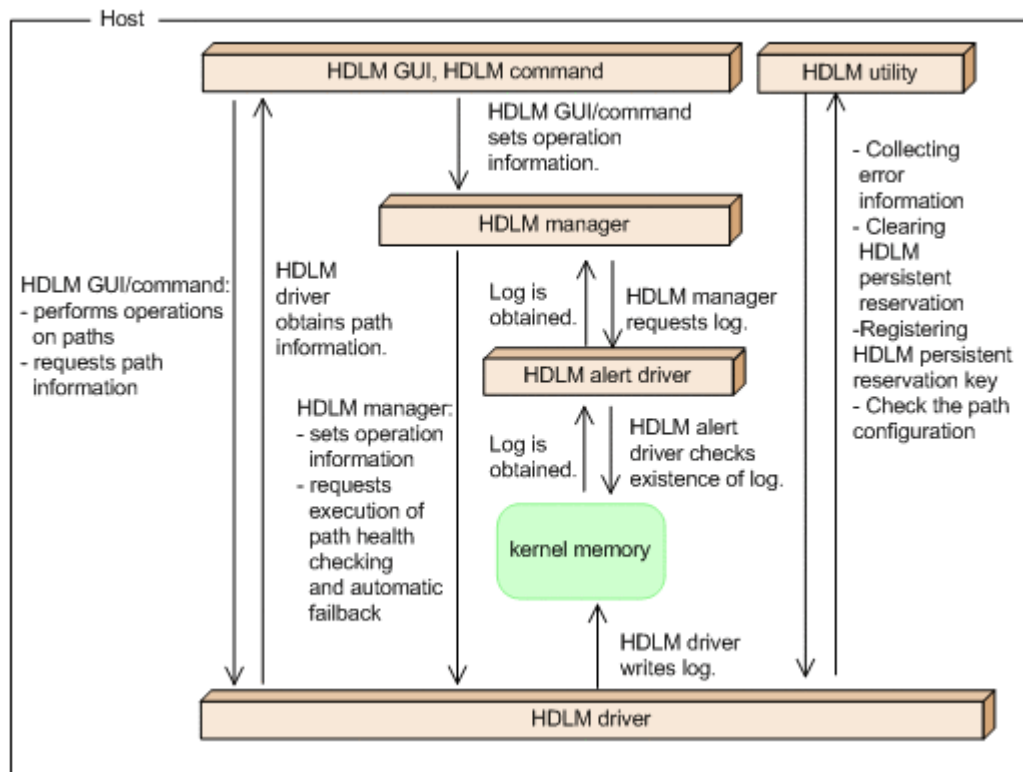 Host
HDLM GUI, HDLM command
HDLM utility
HDLM GUI/command
sets operation
information.
- Collecting
error
information
- Clearing
HDLM
persistent
reservation
-Registering
HDLM persistent
reservation key
- Check the path
configuration
HDLM manager
HDLM GUI/command:
- performs operations
on paths
- requests path
information
HDLM
driver
obtains path
information.
Log is
obtained.
HDLM manager
requests log.
HDLM alert driver
HDLM manager:
- sets operation
information
- requests
execution of
path health
checking
and automatic
failback
Log is
obtained.
HDLM alert
driver checks
existence of log.
kernel memory
HDLM driver
writes log.
HDLM driver